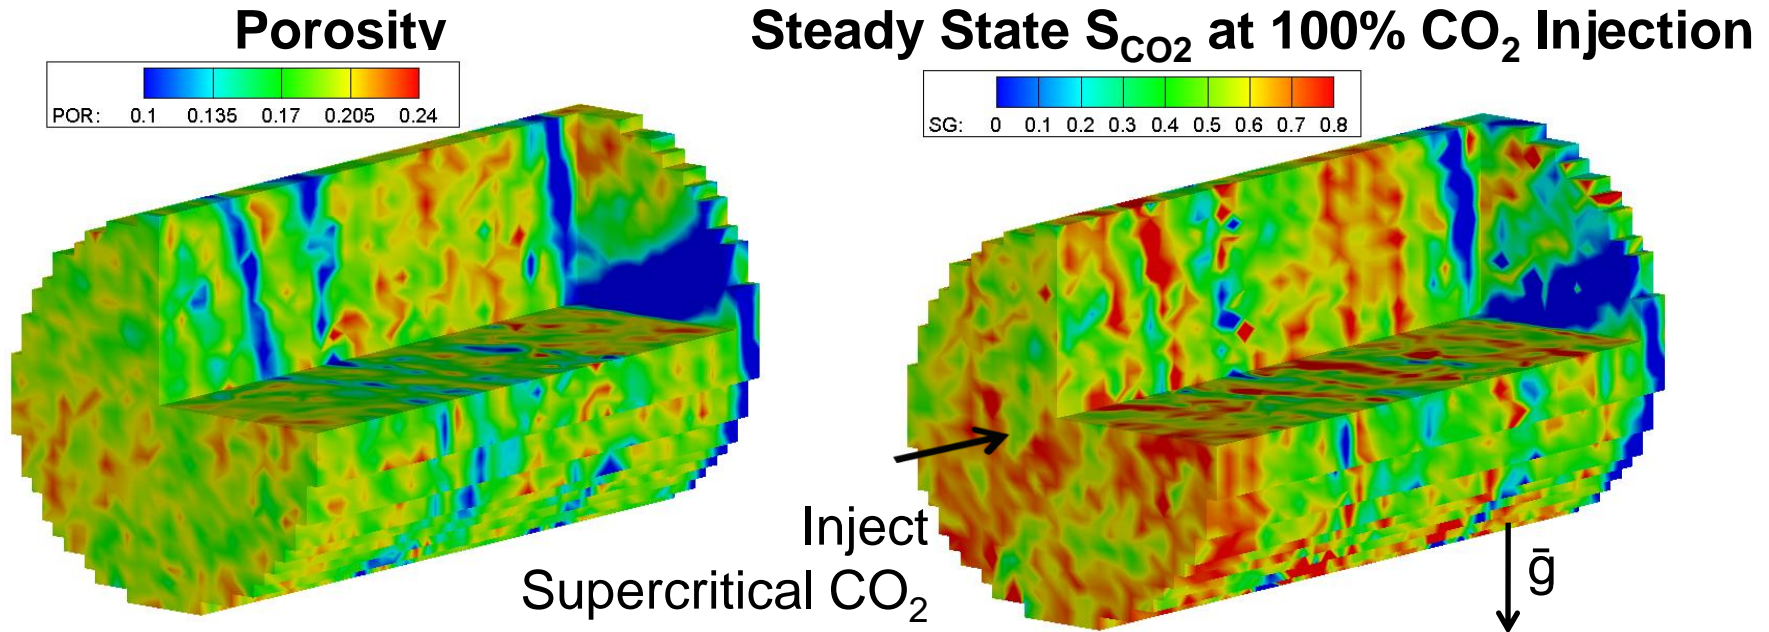 Porosity
Steady State S_CO2 at 100% CO2 Injection
POR: 0.1 0.135 0.17 0.205 0.24
SG: 0 0.1 0.2 0.3 0.4 0.5 0.6 0.7 0.8
Inject
Supercritical CO2
ḡ